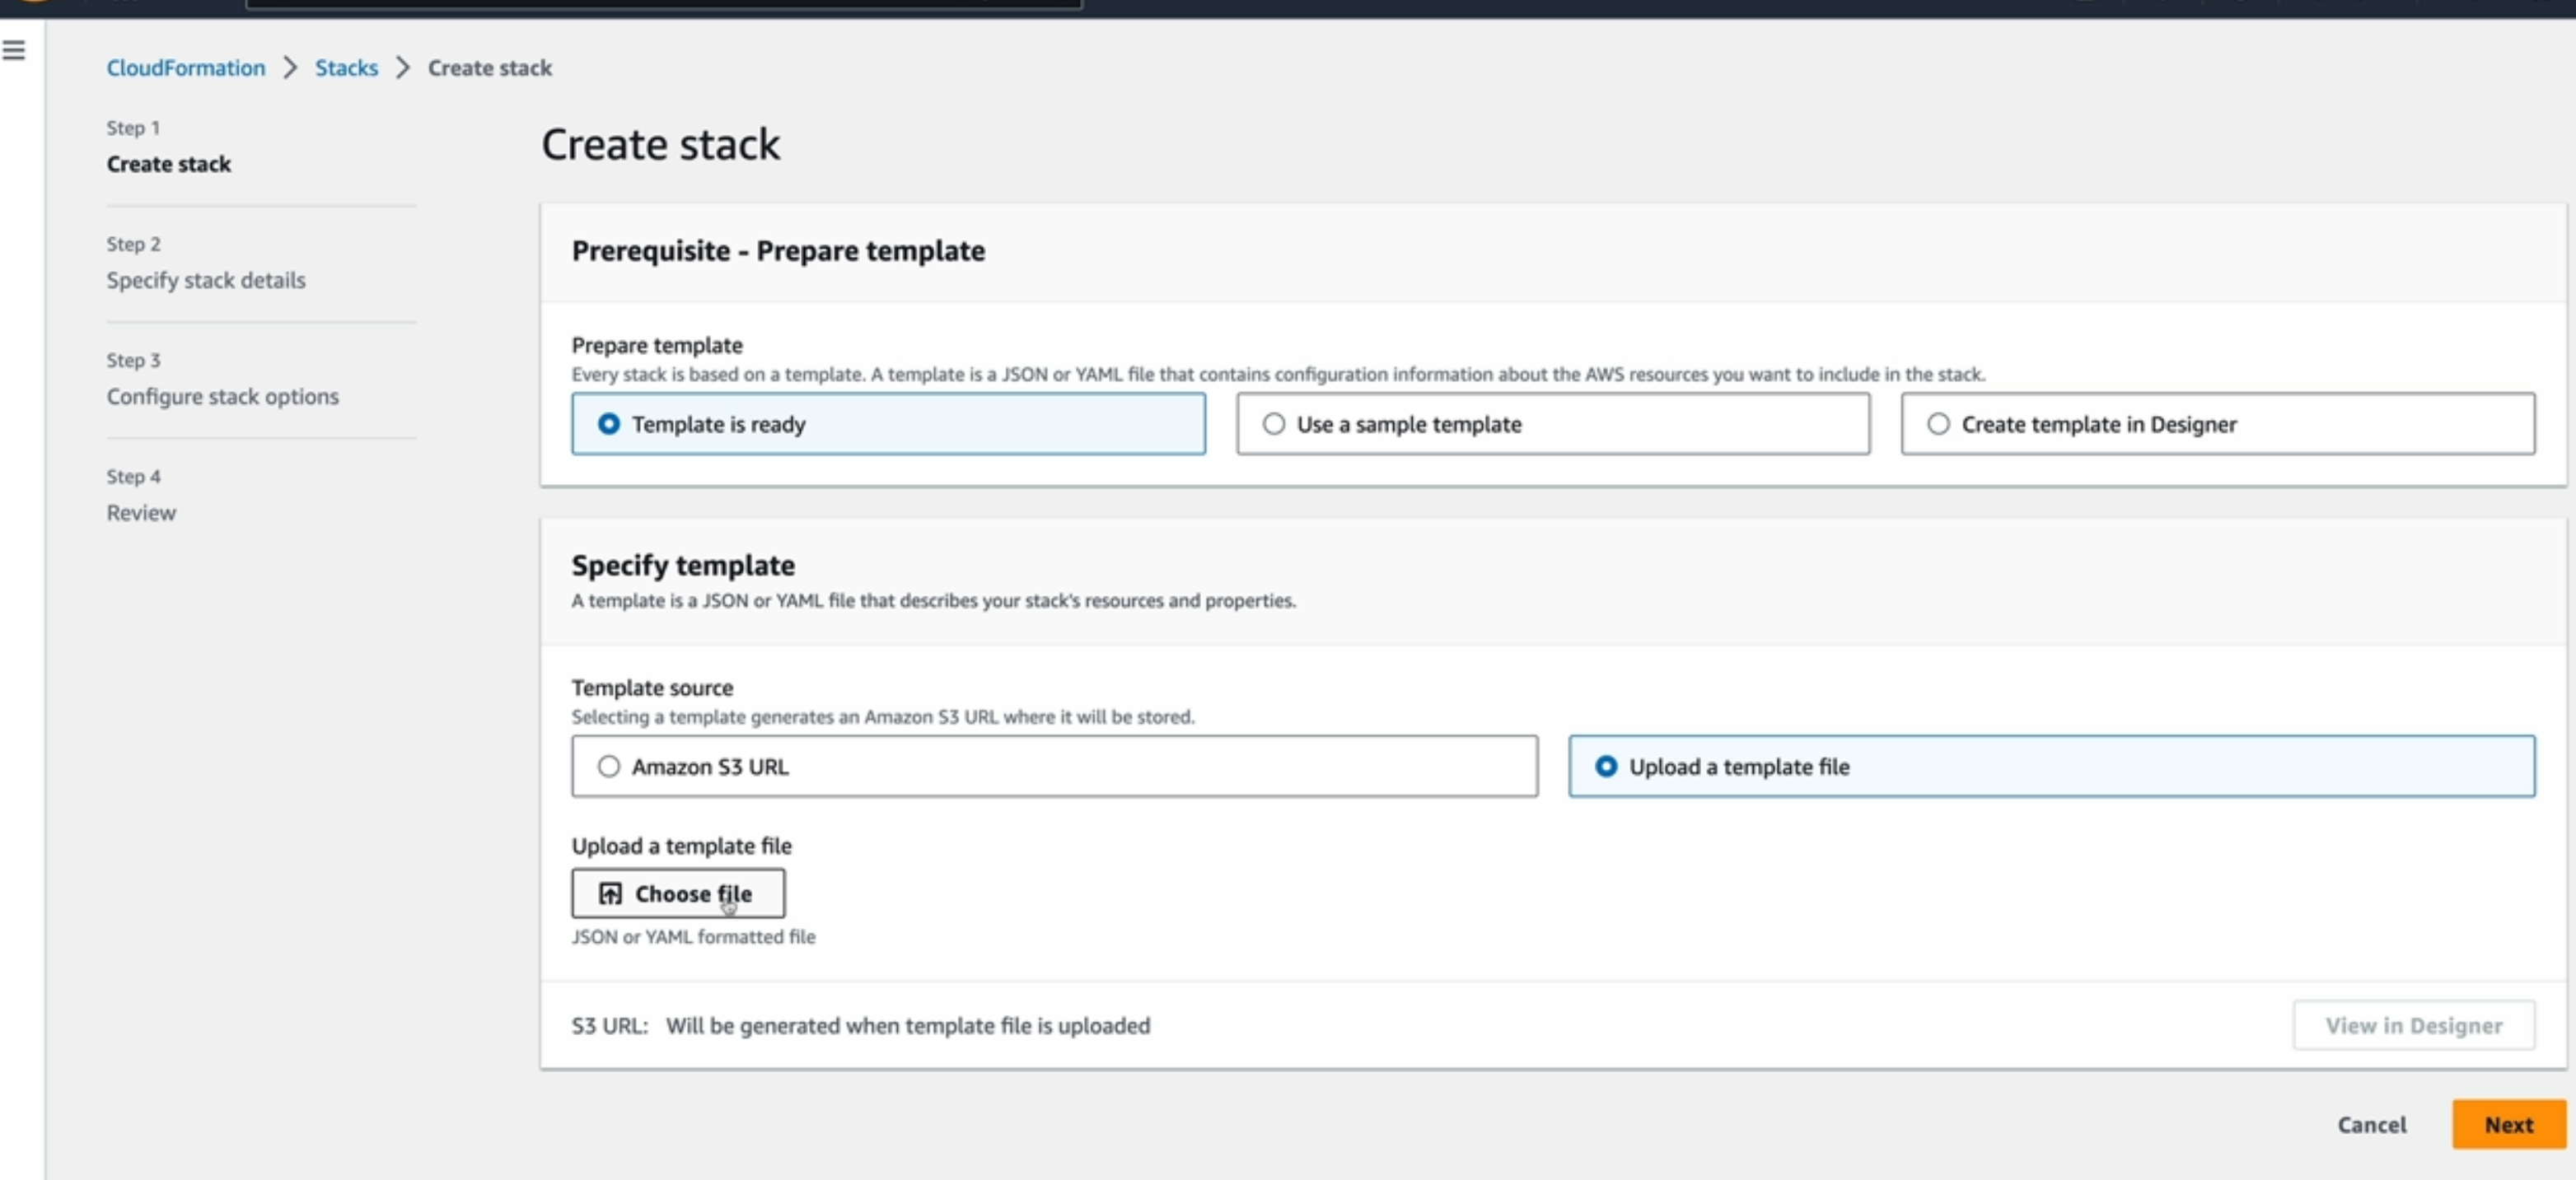 CloudFormation > Stacks > Create stack
Step 1
Create stack
Step 2
Specify stack details
Step 3
Configure stack options
Step 4
Review
Create stack
Prerequisite - Prepare template
Prepare template
Every stack is based on a template. A template is a JSON or YAML file that contains configuration information about the AWS resources you want to include in the stack.
Template is ready
Use a sample template
Create template in Designer
Specify template
A template is a JSON or YAML file that describes your stack's resources and properties.
Template source
Selecting a template generates an Amazon S3 URL where it will be stored.
Amazon S3 URL
Upload a template file
Upload a template file
Choose file
JSON or YAML formatted file
S3 URL: Will be generated when template file is uploaded
View in Designer
Cancel
Next